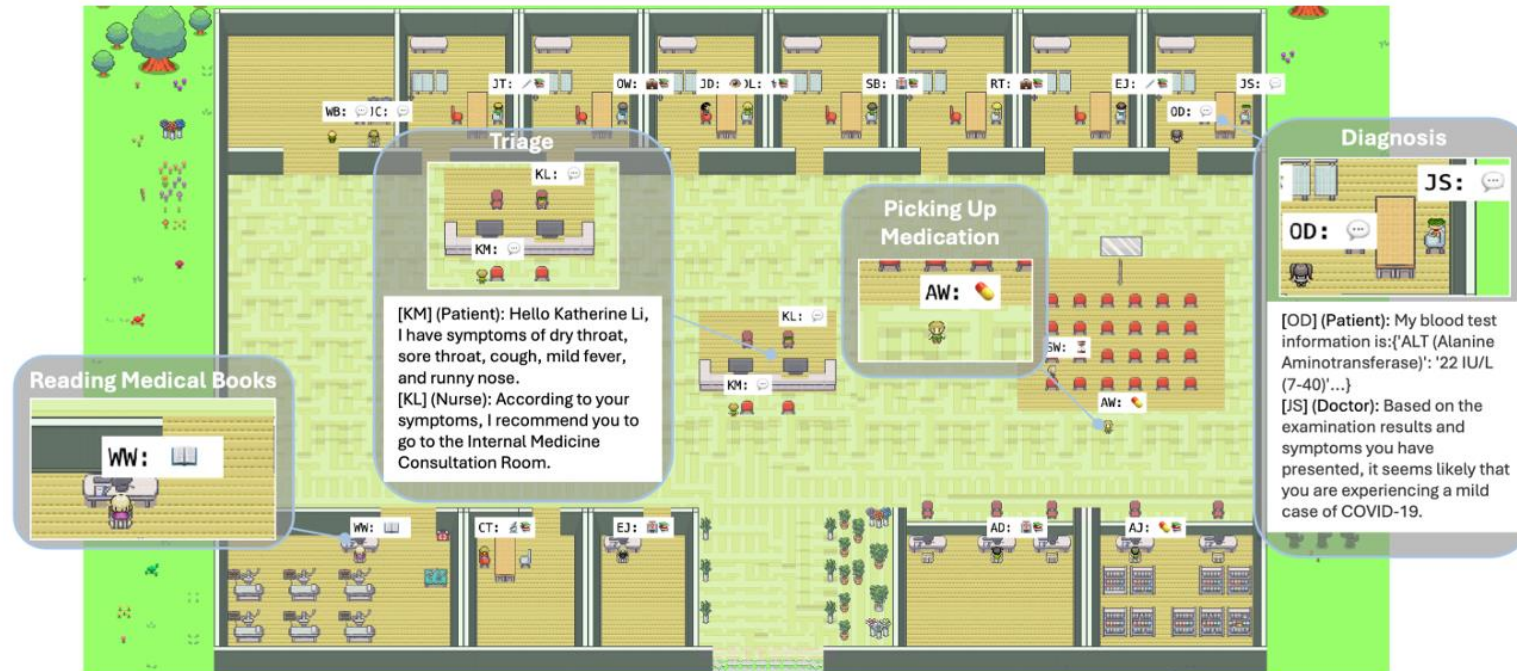 JT:
OW:
JD:
OL:
SB:
RT:
EJ:
JS:
WB:
JC:
OD:
Triage
KL:
KM:
[KM] (Patient): Hello Katherine Li,
I have symptoms of dry throat,
sore throat, cough, mild fever,
and runny nose.
[KL] (Nurse): According to your
symptoms, I recommend you to
go to the Internal Medicine
Consultation Room.
Picking Up
Medication
AW:
Diagnosis
JS:
OD:
[OD] (Patient): My blood test
information is:{'ALT (Alanine
Aminotransferase)': '22 IU/L
(7-40)'...}
[JS] (Doctor): Based on the
examination results and
symptoms you have
presented, it seems likely that
you are experiencing a mild
case of COVID-19.
KL:
KM:
SW:
AW:
Reading Medical Books
WW:
WW:
CT:
EJ:
AD:
AJ: